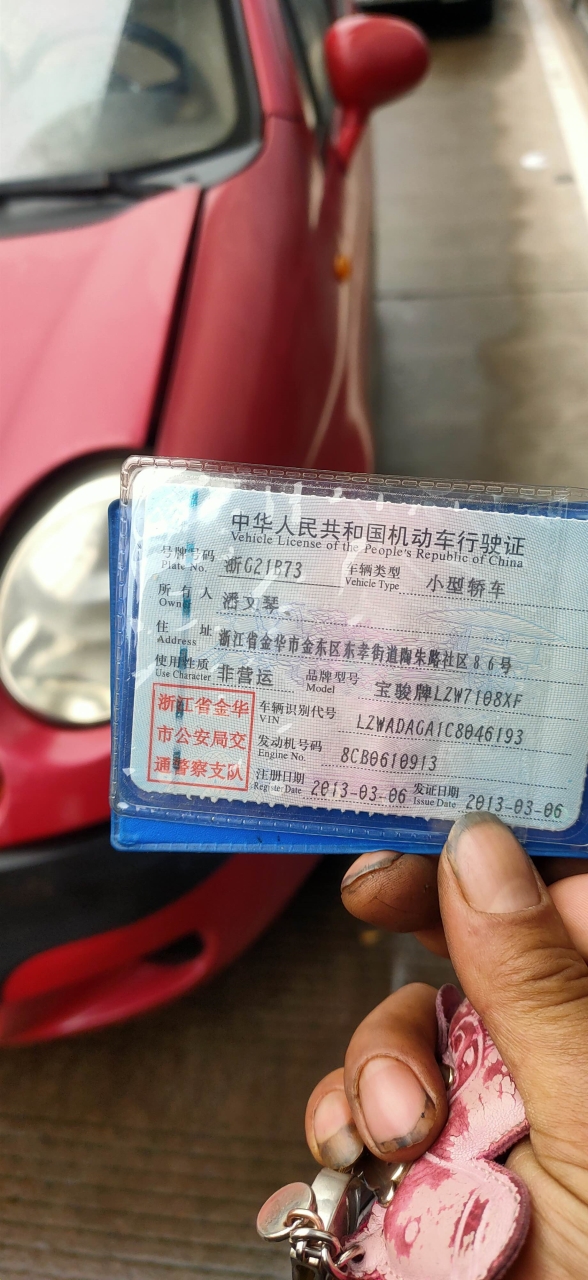 中华人民共和国机动车行驶证
Vehicle License of the People's Republic of China
号牌号码 浙G21B73 车辆类型 小型轿车
Plate No. Vehicle Type
所有人 潘文琴
Owner
住址 浙江省金华市金东区东孝街道陶朱路社区86号
Address
使用性质 非营运 品牌型号 宝骏牌LZW7108XF
Use Character Model
浙江省金华
市公安局交
通警察支队
车辆识别代号 LZWADAGA1C8046193
VIN
发动机号码 8CB0610913
Engine No.
注册日期 2013-03-06 发证日期 2013-03-06
Register Date Issue Date